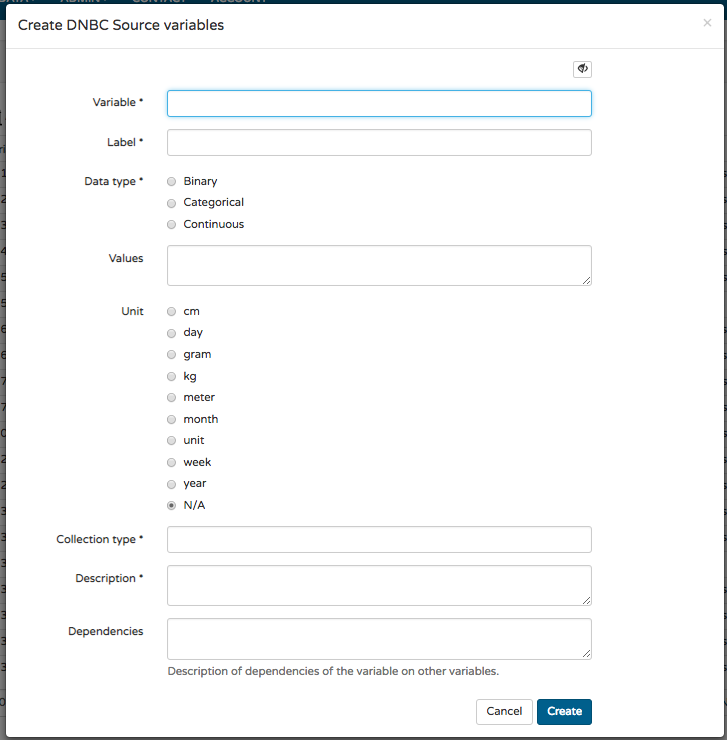 Create DNBC Source variables
×
Variable *
Label *
Data type *
Binary
Categorical
Continuous
Values
Unit
cm
day
gram
kg
meter
month
unit
week
year
N/A
Collection type *
Description *
Dependencies
Description of dependencies of the variable on other variables.
Cancel
Create